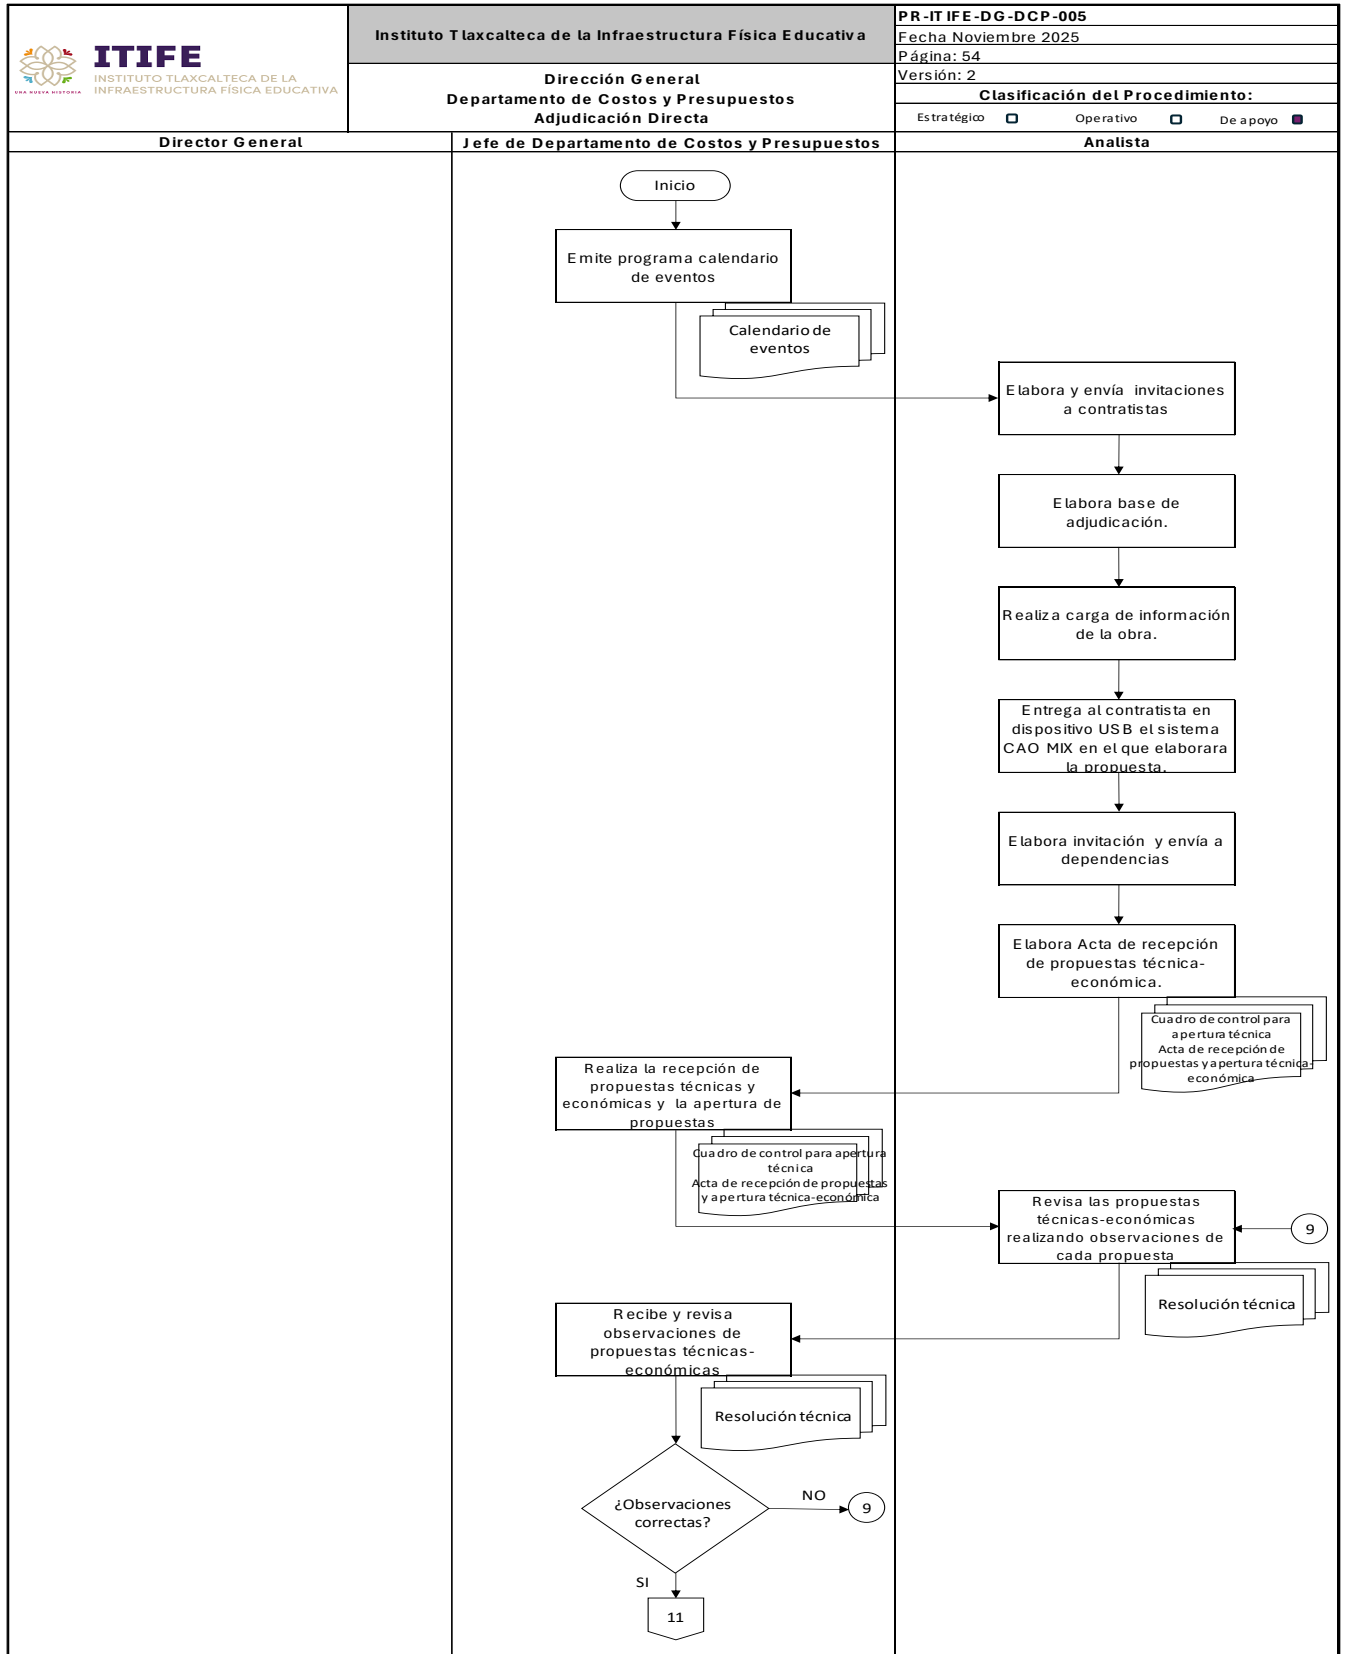 ITIFE
INSTITUTO TLAXCALTECA DE LA
INFRAESTRUCTURA FÍSICA EDUCATIVA
UNA NUEVA HISTORIA
Instituto Tlaxcalteca de la Infraestructura Física Educativa
Dirección General
Departamento de Costos y Presupuestos
Adjudicación Directa
PR-ITIFE-DG-DCP-005
Fecha Noviembre 2025
Página: 54
Versión: 2
Clasificación del Procedimiento:
Estratégico
Operativo
De apoyo
Director General
Jefe de Departamento de Costos y Presupuestos
Analista
Inicio
Emite programa calendario
de eventos
Calendario de
eventos
Elabora y envía invitaciones
a contratistas
Elabora base de
adjudicación.
Realiza carga de información
de la obra.
Entrega al contratista en
dispositivo USB el sistema
CAO MIX en el que elaborara
la propuesta.
Elabora invitación y envía a
dependencias
Elabora Acta de recepción
de propuestas técnica-
económica.
Cuadro de control para
apertura técnica
Acta de recepción de
propuestas y apertura técnica-
económica
Realiza la recepción de
propuestas técnicas y
económicas y la apertura de
propuestas
Cuadro de control para apertura
técnica
Acta de recepción de propuestas
y apertura técnica-económica
Revisa las propuestas
técnicas-económicas
realizando observaciones de
cada propuesta
9
Resolución técnica
Recibe y revisa
observaciones de
propuestas técnicas-
económicas
Resolución técnica
¿Observaciones
correctas?
NO
9
SI
11